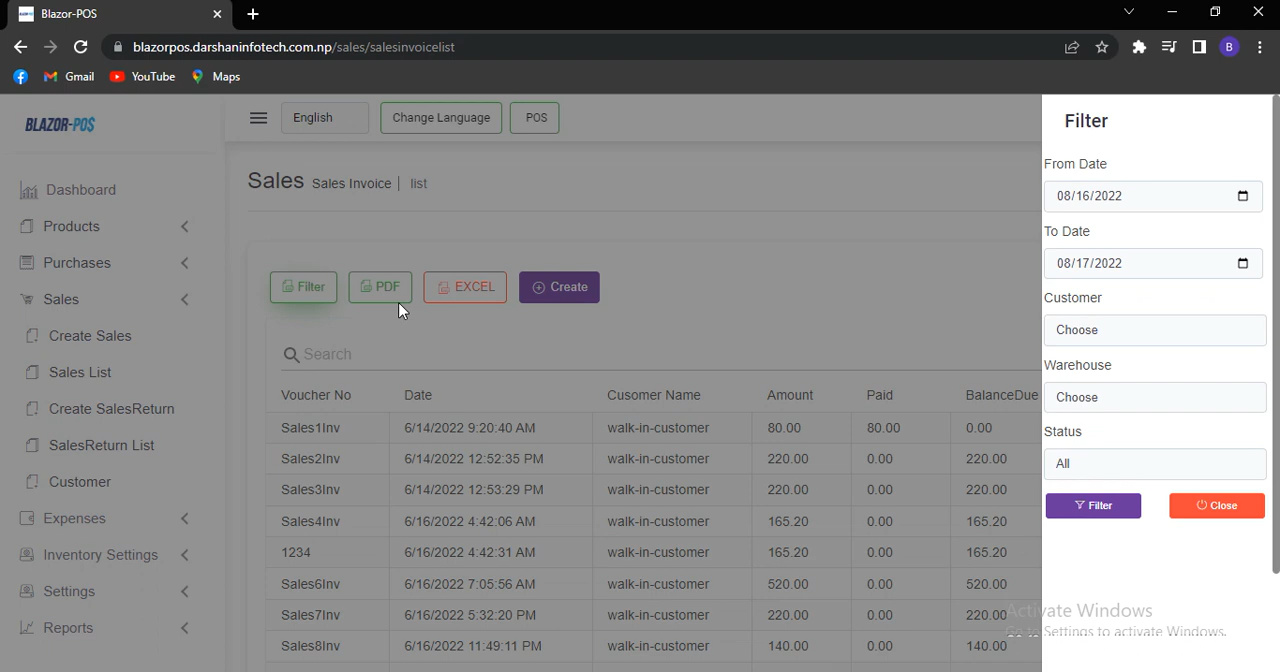 Blazor-POS
blazorpos.darshaninfotech.com.np/sales/salesinvoicelist
B
Gmail YouTube Maps
BLAZOR-POS
English Change Language POS
Dashboard
Products
Purchases
Sales
Create Sales
Sales List
Create SalesReturn
SalesReturn List
Customer
Expenses
Inventory Settings
Settings
Reports
Sales Sales Invoice | list
Filter PDF EXCEL Create
Search
Voucher No Date Cusomer Name Amount Paid BalanceDue
Sales1Inv 6/14/2022 9:20:40 AM walk-in-customer 80.00 80.00 0.00
Sales2Inv 6/14/2022 12:52:35 PM walk-in-customer 220.00 0.00 220.00
Sales3Inv 6/14/2022 12:53:29 PM walk-in-customer 220.00 0.00 220.00
Sales4Inv 6/16/2022 4:42:06 AM walk-in-customer 165.20 0.00 165.20
1234 6/16/2022 4:42:31 AM walk-in-customer 165.20 0.00 165.20
Sales6Inv 6/16/2022 7:05:56 AM walk-in-customer 520.00 0.00 520.00
Sales7Inv 6/16/2022 5:32:20 PM walk-in-customer 220.00 0.00 220.00
Sales8Inv 6/16/2022 11:49:11 PM walk-in-customer 140.00 0.00 140.00
Filter
From Date
08/16/2022
To Date
08/17/2022
Customer
Choose
Warehouse
Choose
Status
All
Filter Close
Activate Windows
Go to Settings to activate Windows.